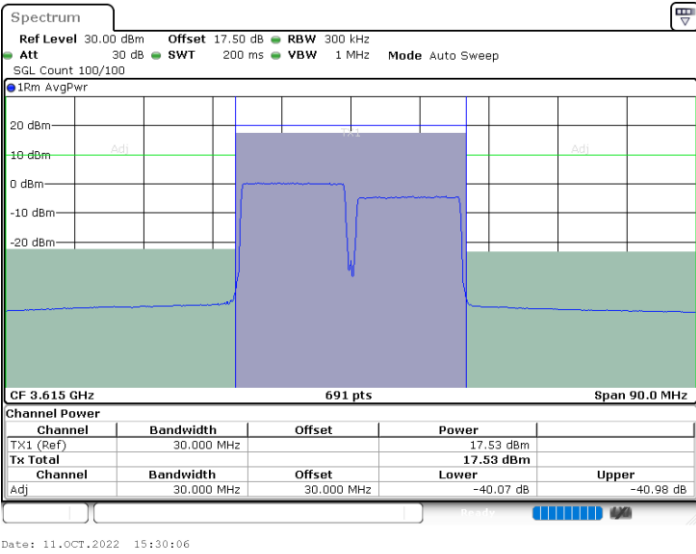 Spectrum
Ref Level 30.00 dBm Offset 17.50 dB RBW 300 kHz
Att 30 dB SWT 200 ms VBW 1 MHz Mode Auto Sweep
SGL Count 100/100
1Rm AvgPwr
20 dBm
TX1
10 dBm
Adj
Adj
0 dBm
-10 dBm
-20 dBm
CF 3.615 GHz 691 pts Span 90.0 MHz
Channel Power
Channel Bandwidth Offset Power
TX1 (Ref) 30.000 MHz 17.53 dBm
Tx Total 17.53 dBm
Channel Bandwidth Offset Lower Upper
Adj 30.000 MHz 30.000 MHz -40.07 dB -40.98 dB
Ready
Date: 11.OCT.2022 15:30:06